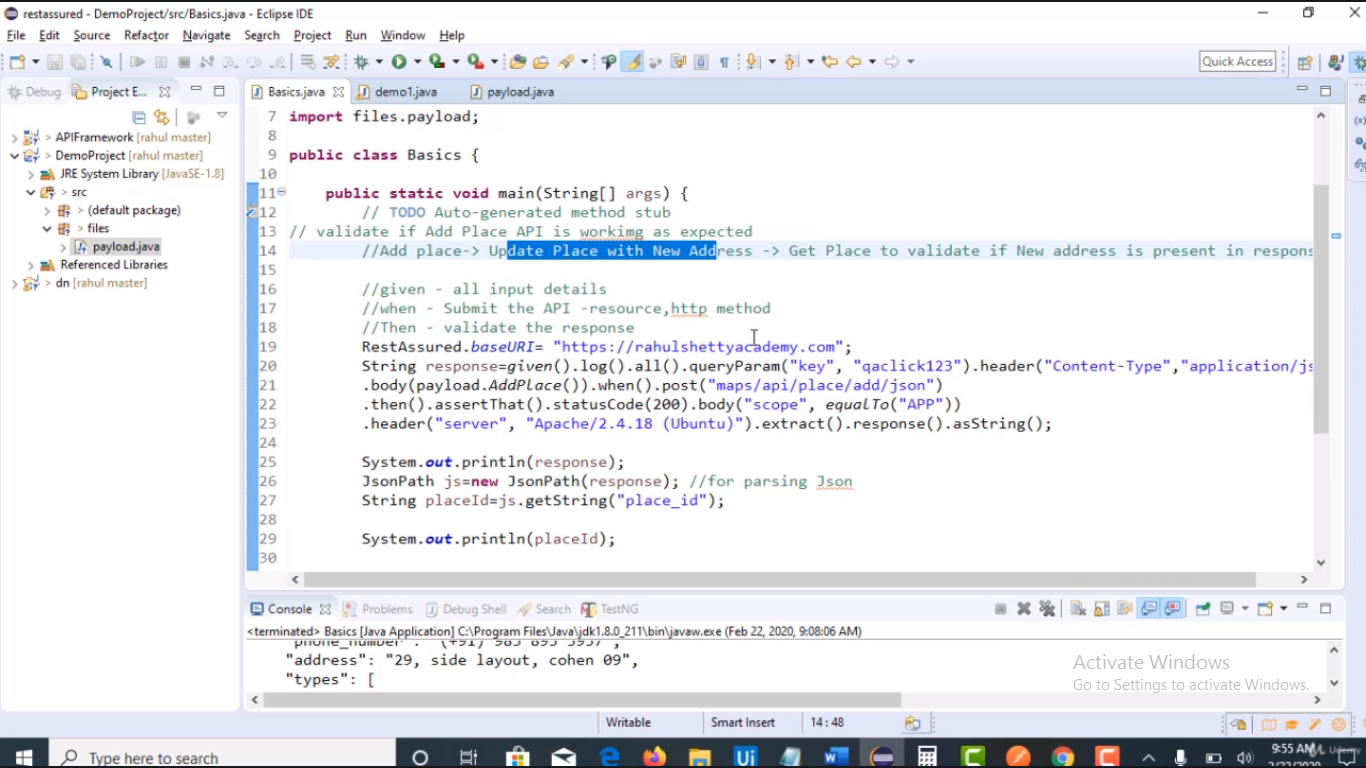 restassured - DemoProject/src/Basics.java - Eclipse IDE
File Edit Source Refactor Navigate Search Project Run Window Help
Quick Access
Debug Project E...
Basics.java demo1.java payload.java
> APIFramework [rahul master]
> DemoProject [rahul master]
JRE System Library [JavaSE-1.8]
> src
> (default package)
> files
payload.java
Referenced Libraries
> dn [rahul master]
7 import files.payload;
8
9 public class Basics {
10
11 public static void main(String[] args) {
12 // TODO Auto-generated method stub
13 // validate if Add Place API is workimg as expected
14 //Add place-> Update Place with New Address -> Get Place to validate if New address is present in respons
15
16 //given - all input details
17 //when - Submit the API -resource,http method
18 //Then - validate the response
19 RestAssured.baseURI= "https://rahulshettyacademy.com";
20 String response=given().log().all().queryParam("key", "qaclick123").header("Content-Type","application/js
21 .body(payload.AddPlace()).when().post("maps/api/place/add/json")
22 .then().assertThat().statusCode(200).body("scope", equalTo("APP"))
23 .header("server", "Apache/2.4.18 (Ubuntu)").extract().response().asString();
24
25 System.out.println(response);
26 JsonPath js=new JsonPath(response); //for parsing Json
27 String placeId=js.getString("place_id");
28
29 System.out.println(placeId);
30
Console Problems Debug Shell Search TestNG
<terminated> Basics [Java Application] C:\Program Files\Java\jdk1.8.0_211\bin\javaw.exe (Feb 22, 2020, 9:08:06 AM)
"address": "29, side layout, cohen 09",
"types": [
Activate Windows
Go to Settings to activate Windows.
Writable Smart Insert 14 : 48
Type here to search
9:55 AM
Udemy